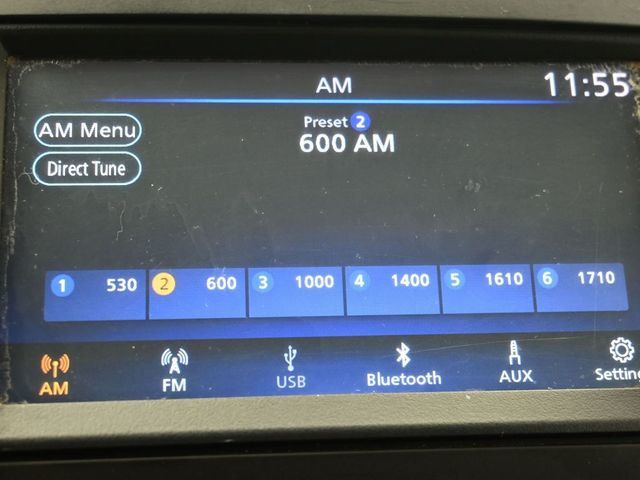 AM
11:55
AM Menu
Preset 2
600 AM
Direct Tune
1 530 2 600 3 1000 4 1400 5 1610 6 1710
AM FM USB Bluetooth AUX Setting